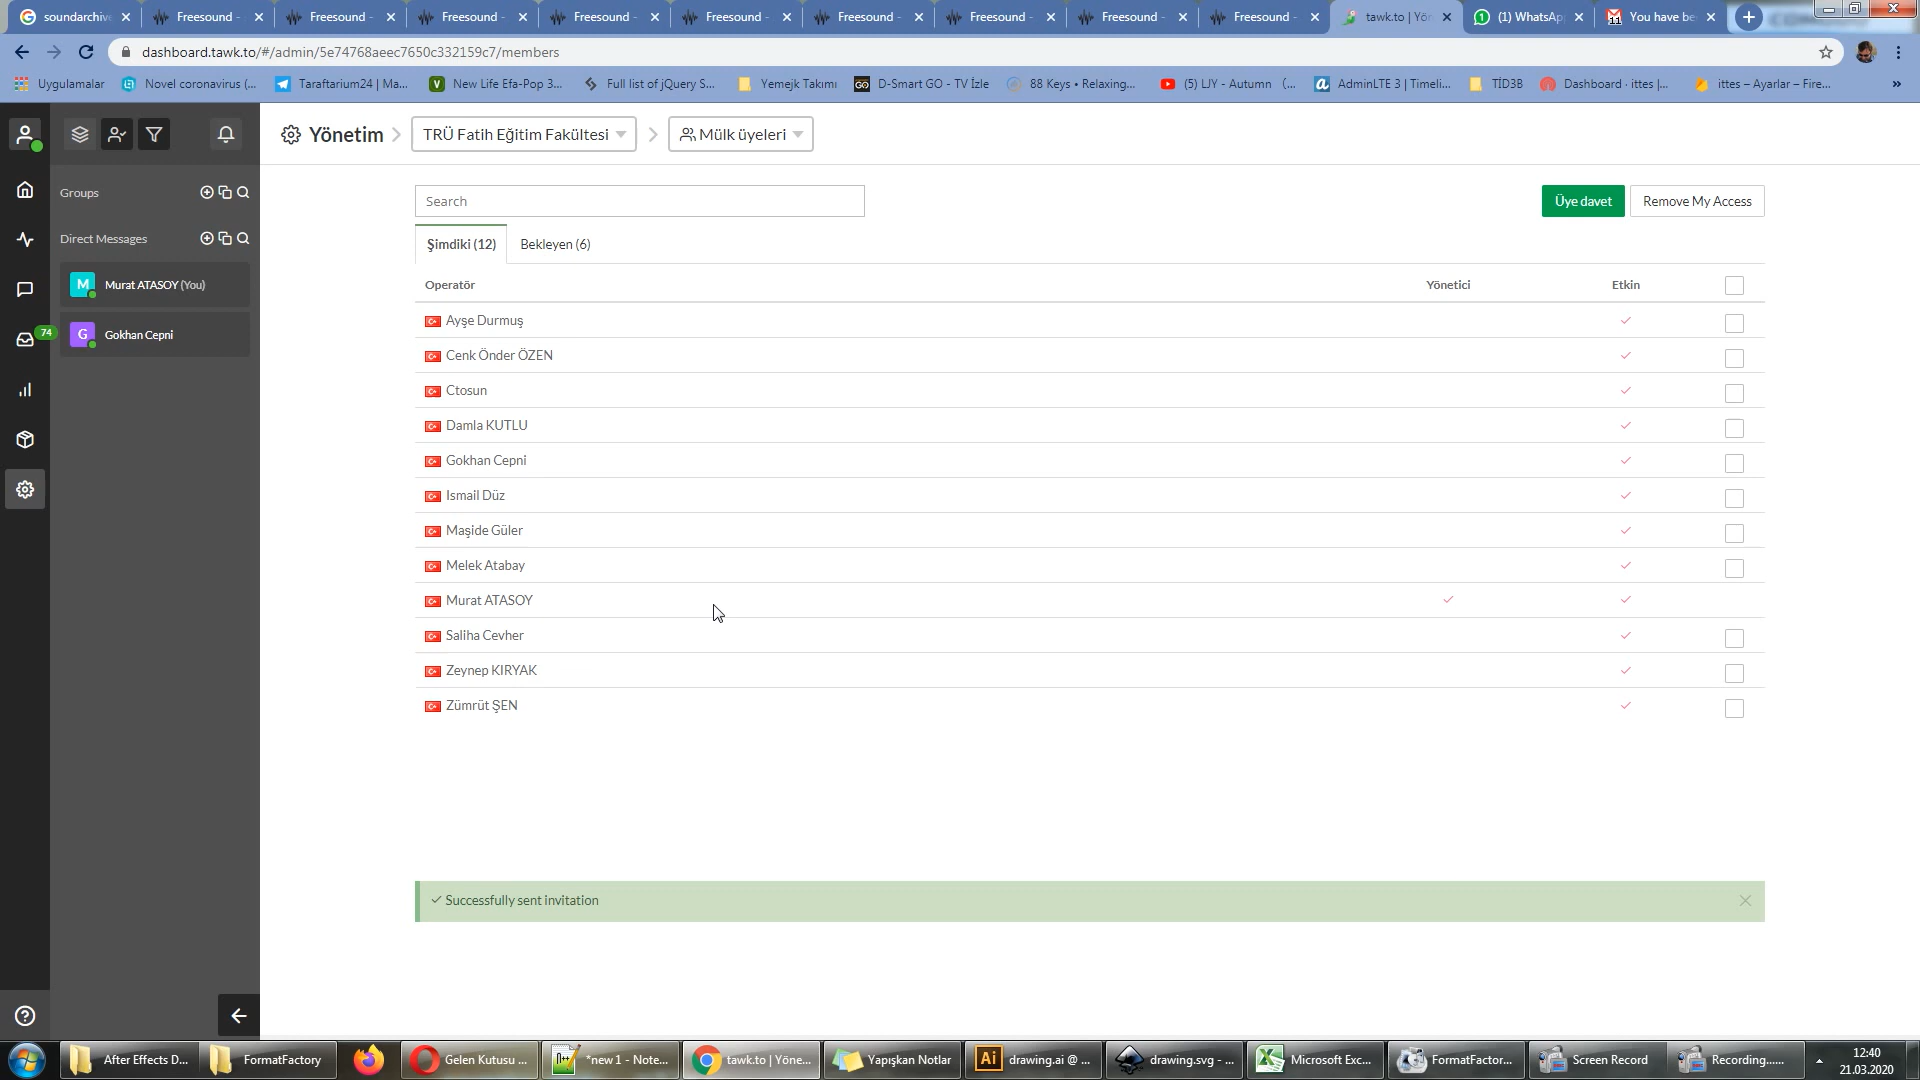 soundarchiv
Freesound -
Freesound -
Freesound -
Freesound -
Freesound -
Freesound -
Freesound -
Freesound -
Freesound -
tawk.to | Yön
(1) WhatsAp
You have be
dashboard.tawk.to/#/admin/5e74768aeec7650c332159c7/members
Uygulamalar
Novel coronavirus (...
Taraftarium24 | Ma...
New Life Efa-Pop 3...
Full list of jQuery S...
Yemejk Takımı
D-Smart GO - TV İzle
88 Keys • Relaxing...
(5) LJY - Autumn (...
AdminLTE 3 | Timeli...
TİD3B
Dashboard · ittes |...
ittes – Ayarlar – Fire...
»
Yönetim
TRÜ Fatih Eğitim Fakültesi
Mülk üyeleri
Groups
Direct Messages
M Murat ATASOY (You)
G Gokhan Cepni
74
Search
Üye davet
Remove My Access
Şimdiki (12)
Bekleyen (6)
Operatör Yönetici Etkin
Ayşe Durmuş
Cenk Önder ÖZEN
Ctosun
Damla KUTLU
Gokhan Cepni
Ismail Düz
Maşide Güler
Melek Atabay
Murat ATASOY
Saliha Cevher
Zeynep KIRYAK
Zümrüt ŞEN
Successfully sent invitation
After Effects D...
FormatFactory
Gelen Kutusu ...
*new 1 - Note...
tawk.to | Yöne...
Yapışkan Notlar
Ai drawing.ai @ ...
drawing.svg - ...
Microsoft Exc...
FormatFactor...
Screen Record
Recording......
12:40
21.03.2020